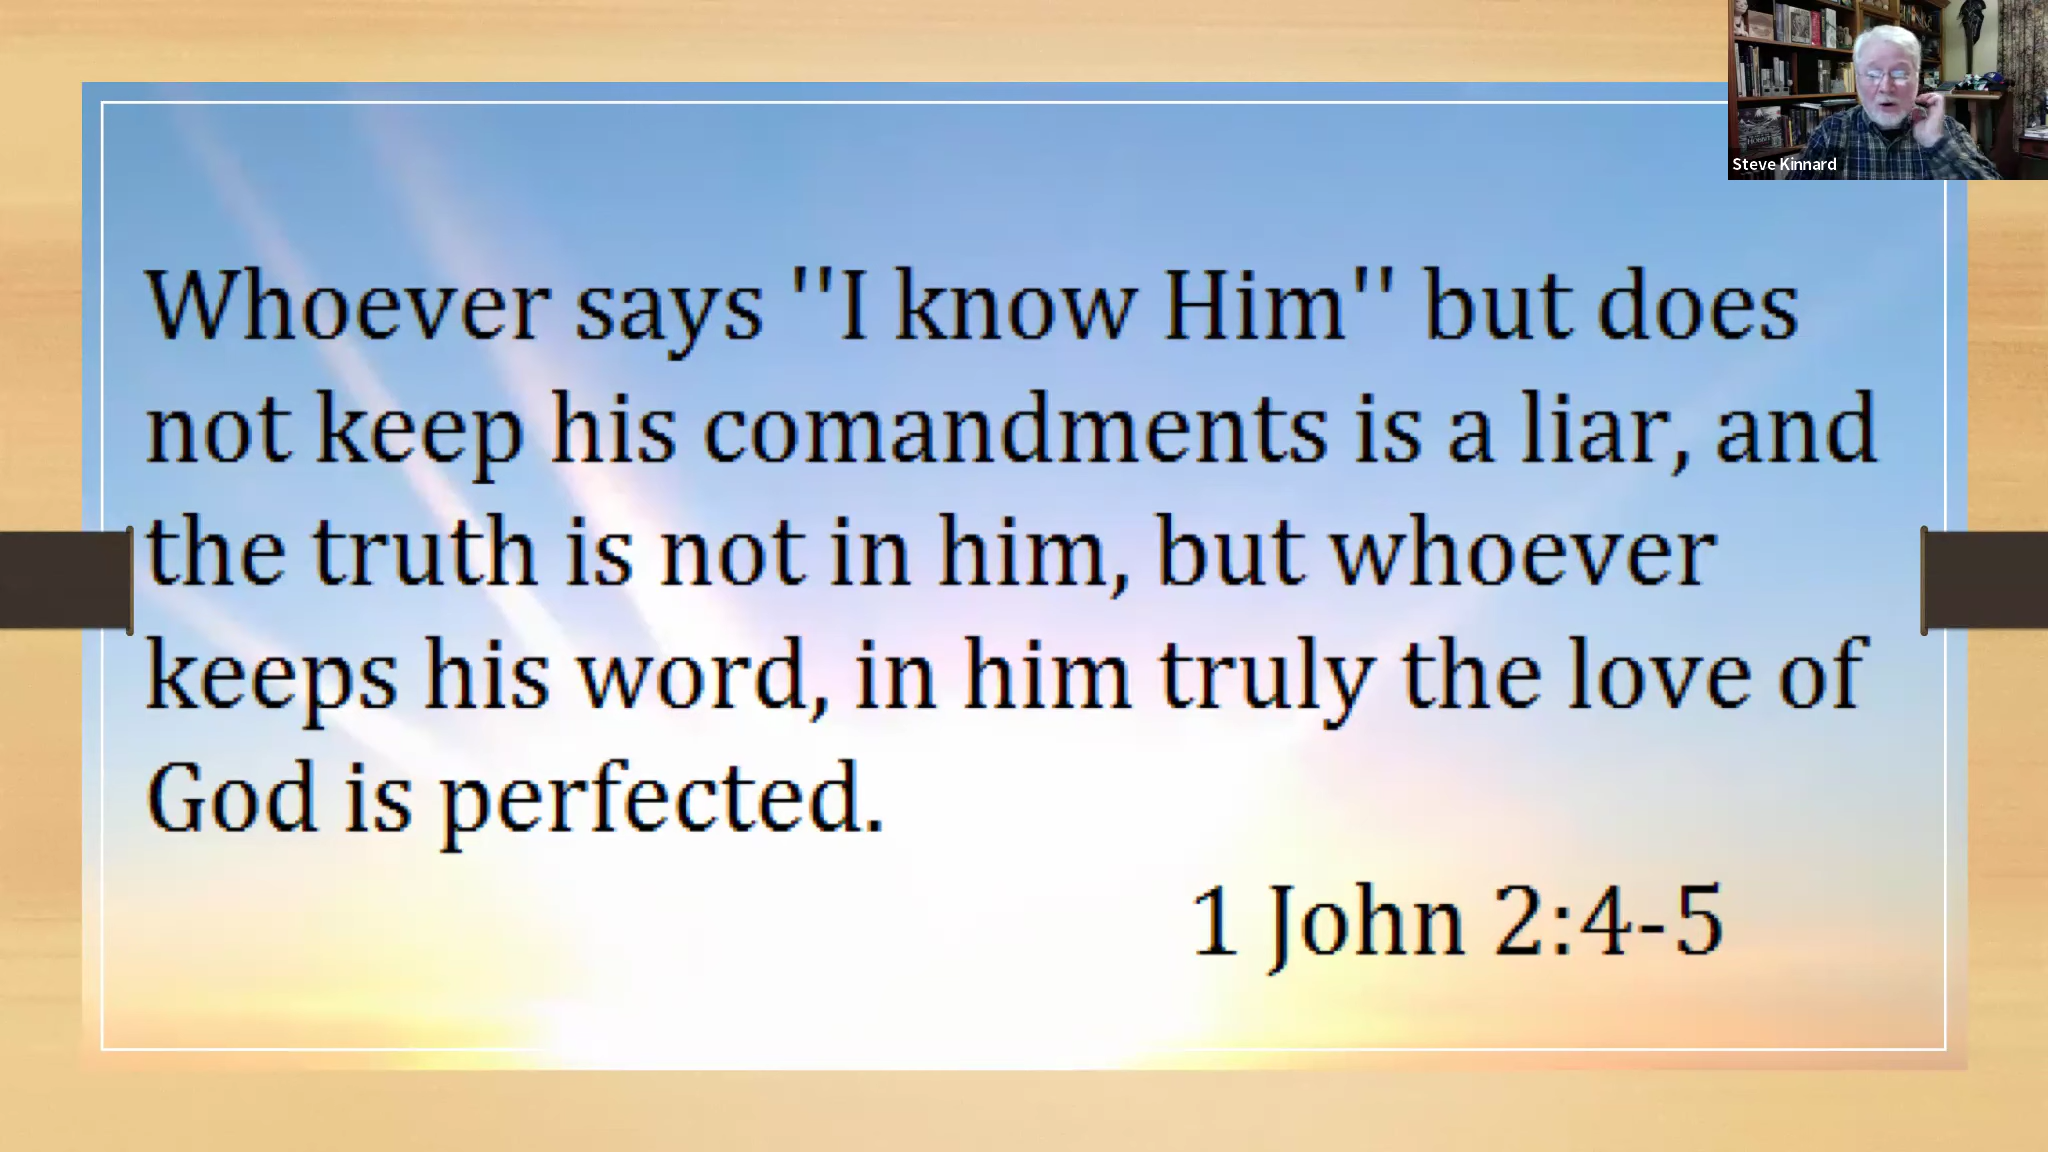 Steve Kinnard
Whoever says "I know Him" but does
not keep his comandments is a liar, and
the truth is not in him, but whoever
keeps his word, in him truly the love of
God is perfected.
1 John 2:4-5